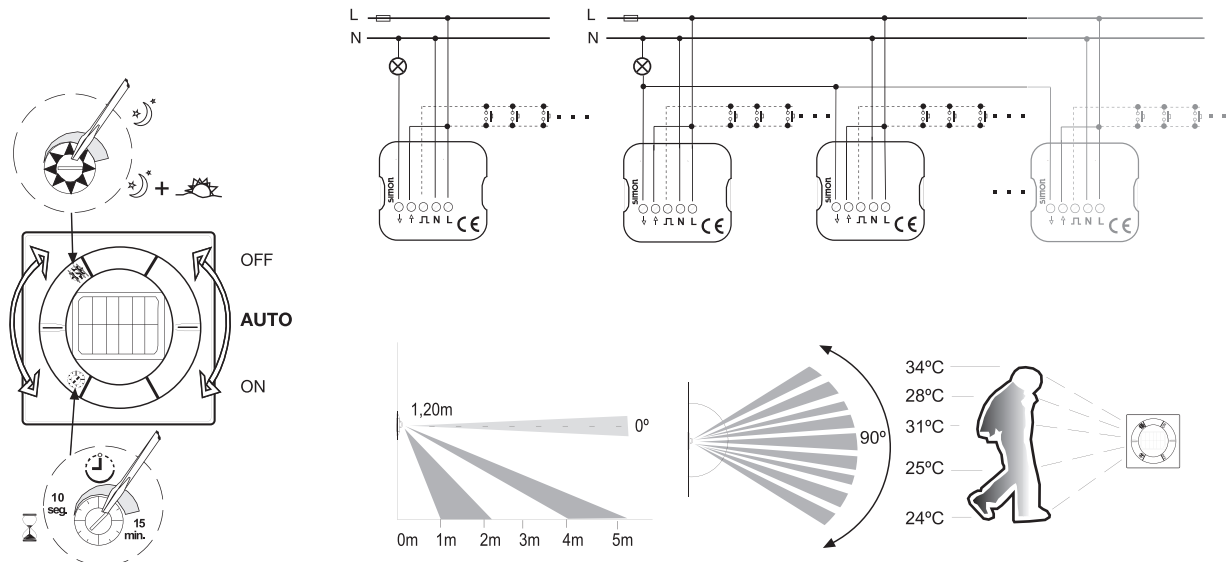 OFF
AUTO
ON
10
seg.
15
min.
L
N
simon
N L
CE
L
N
simon
N L
CE
simon
N L
CE
simon
N L
CE
1,20m
0º
0m 1m 2m 3m 4m 5m
90º
34ºC
28ºC
31ºC
25ºC
24ºC